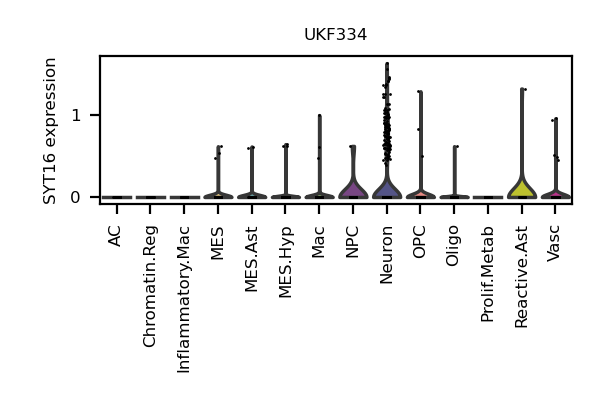 UKF334
SYT16 expression
1
0
AC
Chromatin.Reg
Inflammatory.Mac
MES
MES.Ast
MES.Hyp
Mac
NPC
Neuron
OPC
Oligo
Prolif.Metab
Reactive.Ast
Vasc